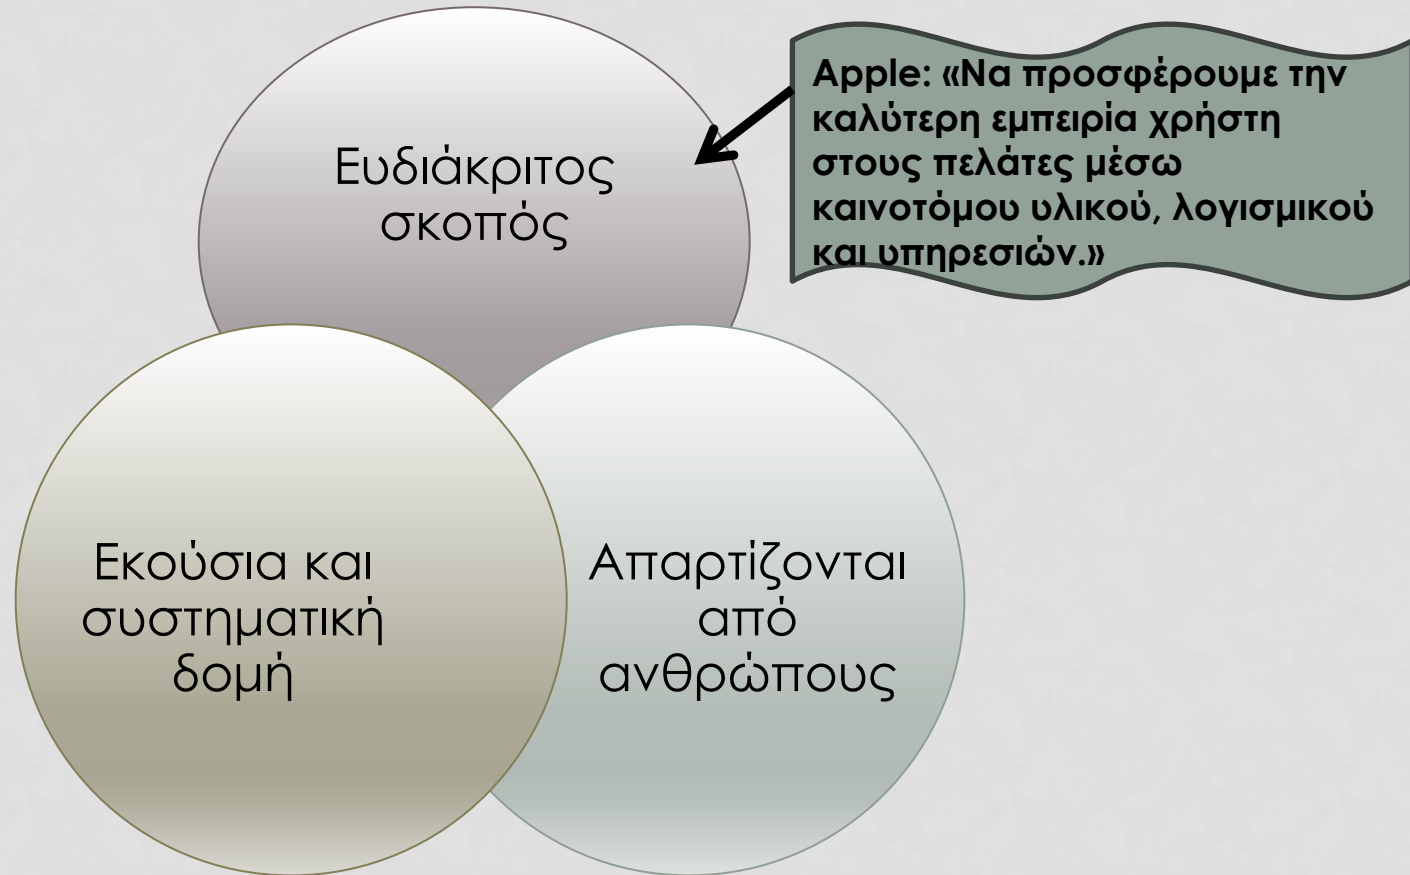 Ευδιάκριτος
σκοπός
Apple: «Να προσφέρουμε την
καλύτερη εμπειρία χρήστη
στους πελάτες μέσω
καινοτόμου υλικού, λογισμικού
και υπηρεσιών.»
Εκούσια και
συστηματική
δομή
Απαρτίζονται
από
ανθρώπους